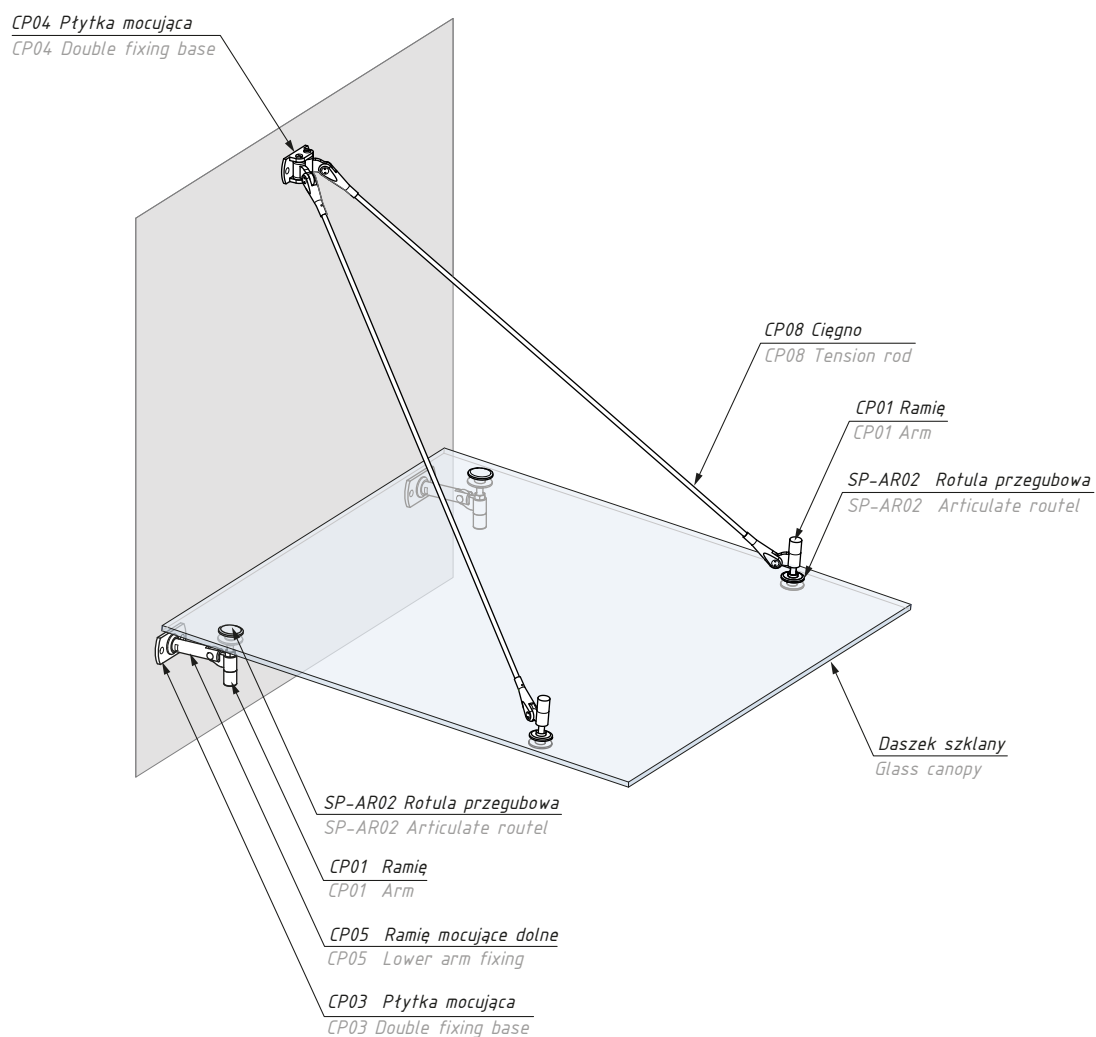 CP04 Płytka mocująca
CP04 Double fixing base
CP08 Cięgno
CP08 Tension rod
CP01 Ramię
CP01 Arm
SP-AR02 Rotula przegubowa
SP-AR02 Articulate routel
Daszek szklany
Glass canopy
SP-AR02 Rotula przegubowa
SP-AR02 Articulate routel
CP01 Ramię
CP01 Arm
CP05 Ramię mocujące dolne
CP05 Lower arm fixing
CP03 Płytka mocująca
CP03 Double fixing base